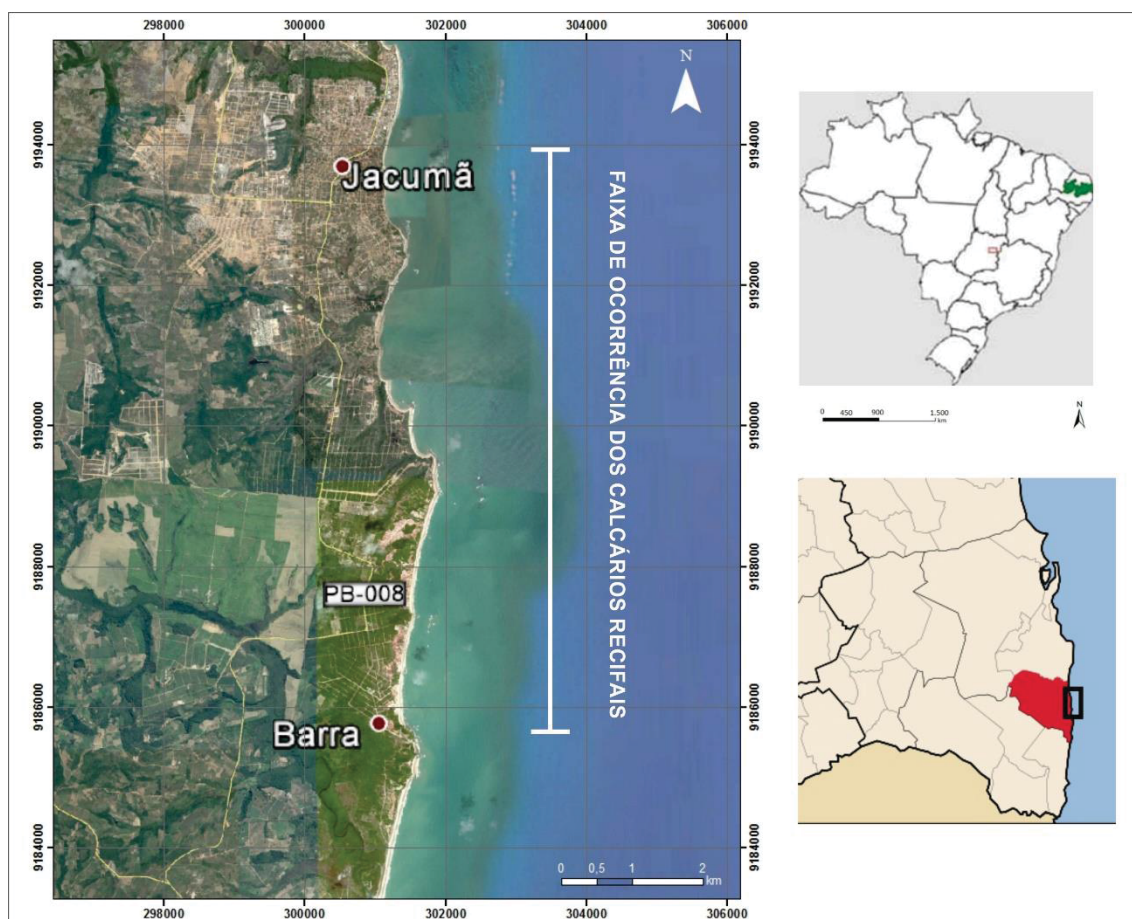 298000 300000 302000 304000 306000
N
9194000
9192000
9190000
9188000
9186000
9184000
9194000
9192000
9190000
9188000
9186000
9184000
Jacumã
PB-008
Barra
FAIXA DE OCORRÊNCIA DOS CALCÁRIOS RECIFAIS
0 0,5 1 2
km
298000 300000 302000 304000 306000
0 450 900 1.500
km
N